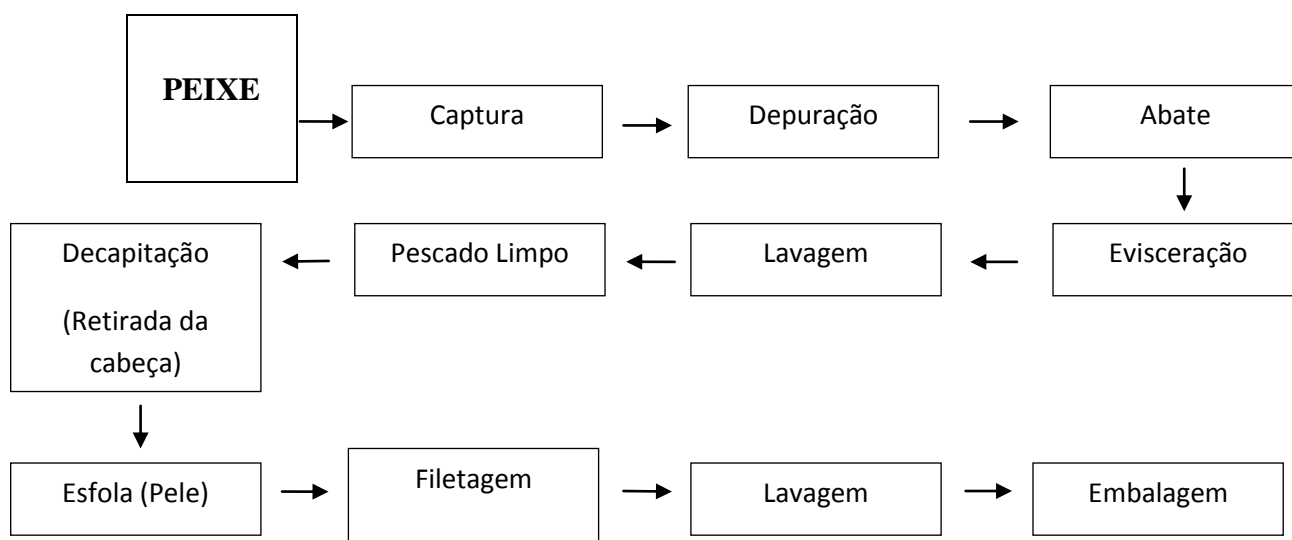 PEIXE
Captura
Depuração
Abate
Evisceração
Lavagem
Pescado Limpo
Decapitação
(Retirada da
cabeça)
Esfola (Pele)
Filetagem
Lavagem
Embalagem